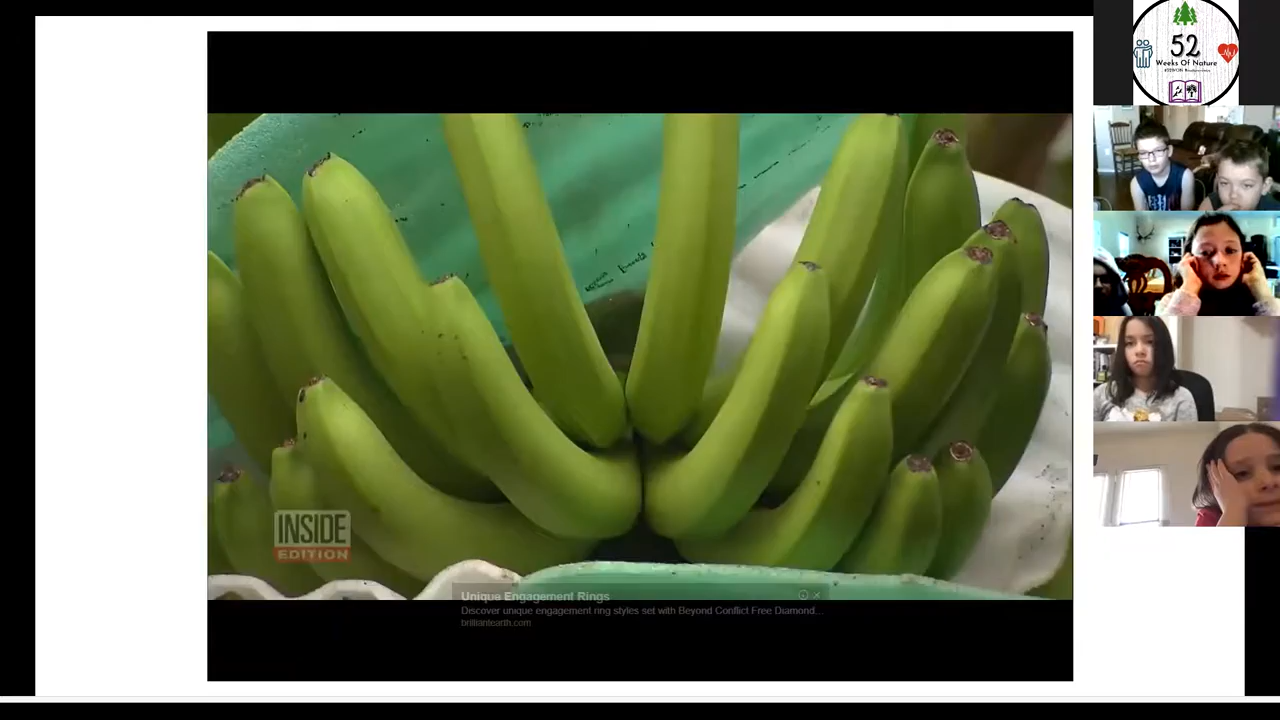 52
Weeks Of Nature
INSIDE
EDITION
Unique Engagement Rings
Discover unique engagement ring styles set with Beyond Conflict Free Diamond...
brilliantearth.com